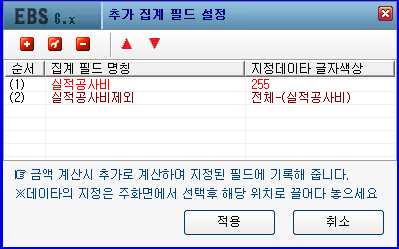 EBS 6.x 추가 집계 필드 설정
순서 집계 필드 명칭 지정데이타 글자색상
(1) 실적공사비 255
(2) 실적공사비제외 전체-(실적공사비)
☞ 금액 계산시 추가로 계산하여 지정된 필드에 기록해 줍니다.
※데이타의 지정은 주화면에서 선택후 해당 위치로 끌어다 놓으세요
적용 취소